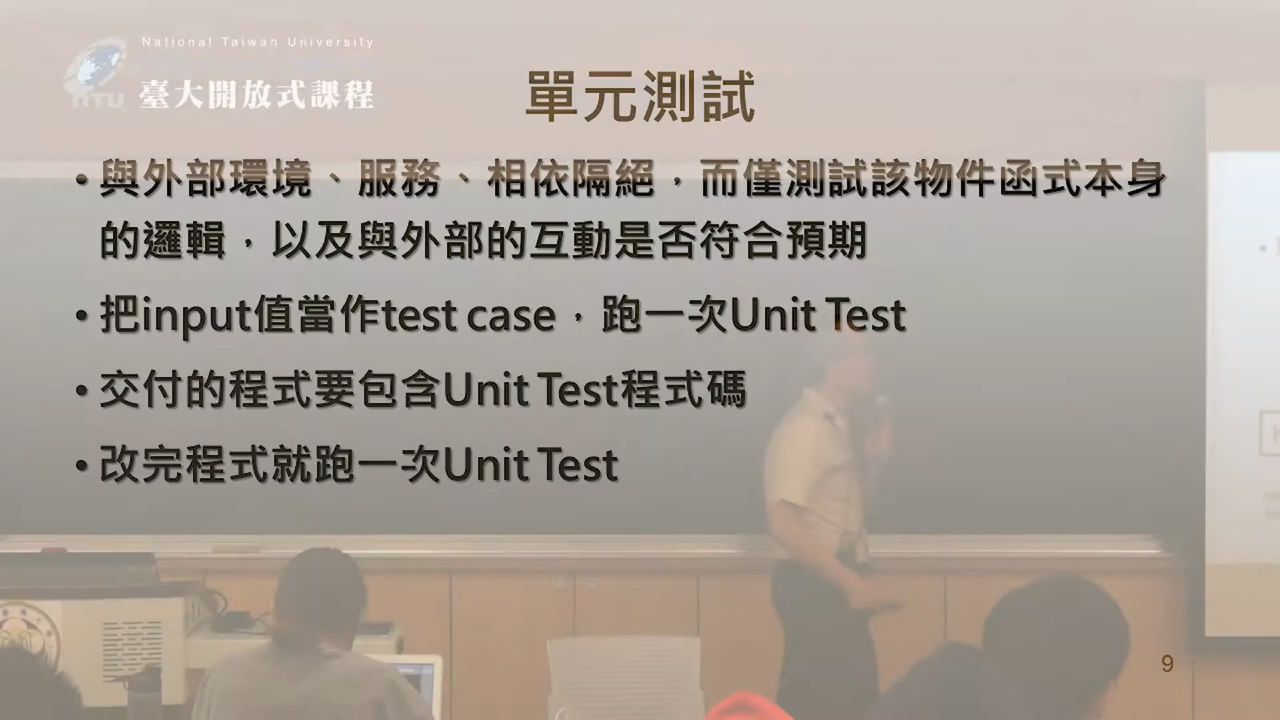 National Taiwan University
NTU 臺大開放式課程
單元測試
•與外部環境、服務、相依隔絕，而僅測試該物件函式本身
的邏輯，以及與外部的互動是否符合預期
•把input值當作test case，跑一次Unit Test
•交付的程式要包含Unit Test程式碼
•改完程式就跑一次Unit Test
9